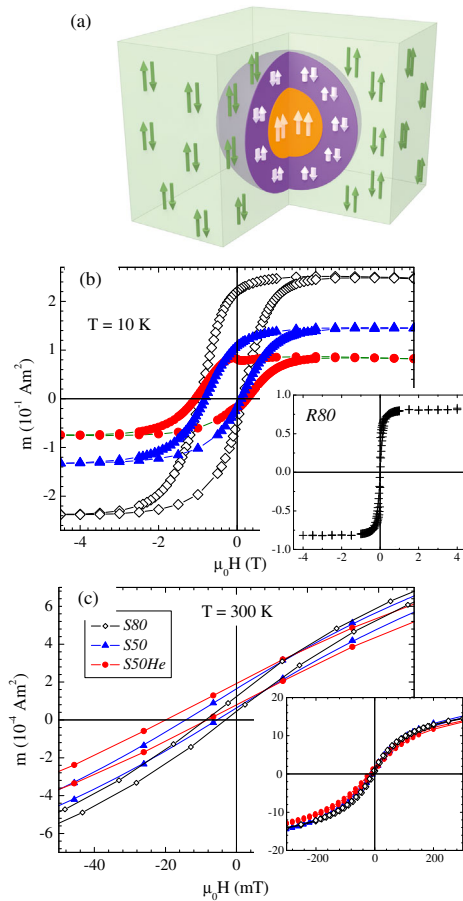 (a)
(b)
T = 10 K
m (10⁻¹ Am²)
2
1
0
-1
-2
-4
-2
0
2
4
μ₀H (T)
R80
1.0
0.5
0.0
-0.5
-1.0
-4
-2
0
2
4
(c)
T = 300 K
S80
S50
S50He
m (10⁻⁴ Am²)
6
4
2
0
-2
-4
-6
-40
-20
0
μ₀H (mT)
20
10
0
-10
-20
-200
0
200